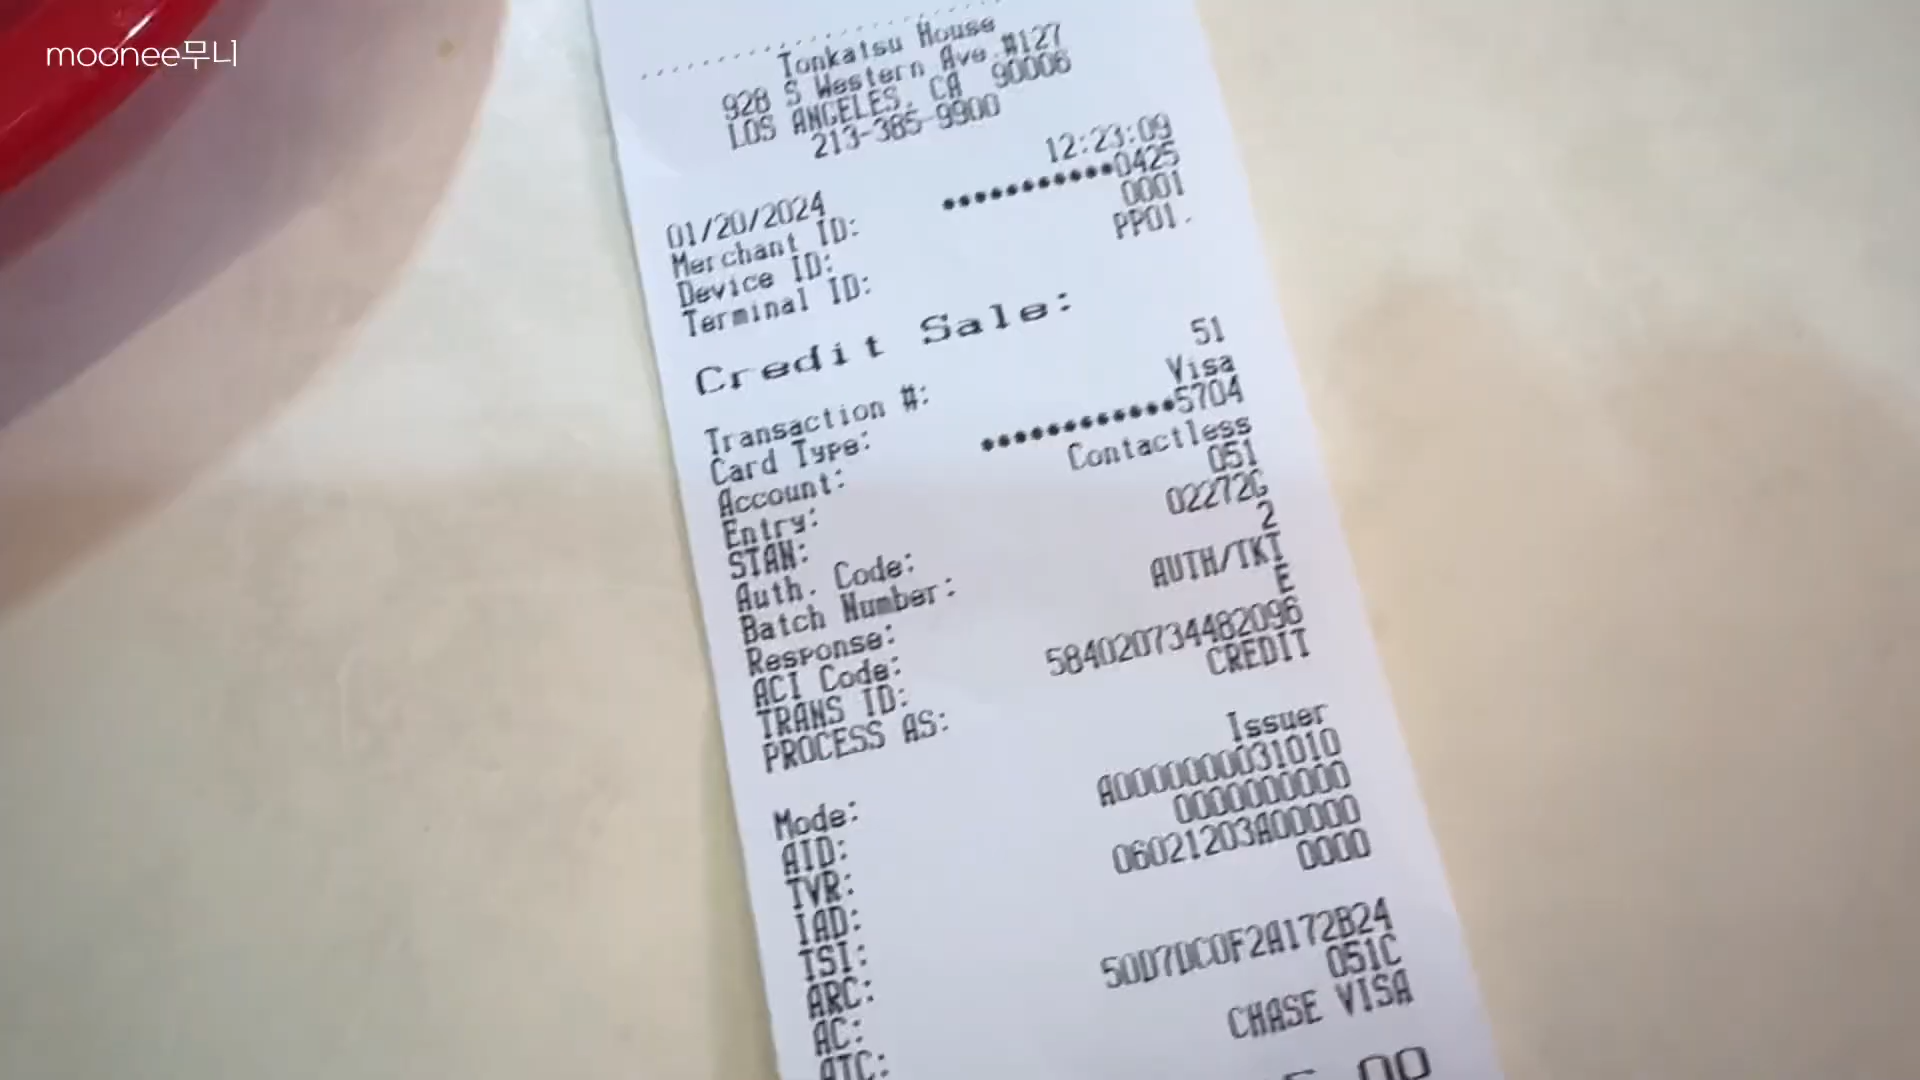 moonee무니
Tonkatsu House
928 S Western Ave.#127
LOS ANGELES, CA 90006
213-385-9900
01/20/2024 12:23:09
Merchant ID: •••••••••••0425
Device ID: 0001
Terminal ID: PP01.
Credit Sale:
Transaction #: 51
Card Type: Visa
Account: ••••••••••••5704
Entry: Contactless
STAN: 051
Auth. Code: 02272G
Batch Number: 2
Response: AUTH/TKT
ACI Code: E
TRANS ID: 584020734482096
PROCESS AS: CREDIT
Mode: Issuer
AID: A0000000031010
TVR: 0000000000
IAD: 06021203A00000
TSI: 0000
ARC:
AC: 50D7DC0F2A172B24
ATC: 051C
CHASE VISA